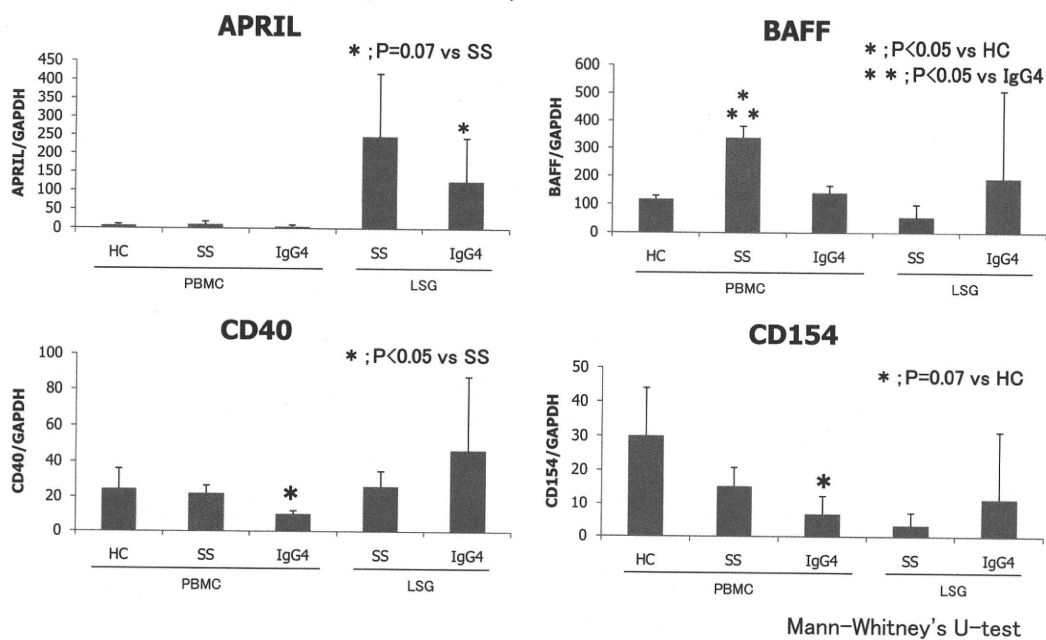 APRIL
* ; P=0.07 vs SS
APRIL/GAPDH
450
400
350
300
250
200
150
100
50
0
*
HC SS IgG4 SS IgG4
PBMC LSG
BAFF
* ; P<0.05 vs HC
* * ; P<0.05 vs IgG4
BAFF/GAPDH
600
500
400
300
200
100
0
*
* *
HC SS IgG4 SS IgG4
PBMC LSG
CD40
* ; P<0.05 vs SS
CD40/GAPDH
100
80
60
40
20
0
*
HC SS IgG4 SS IgG4
PBMC LSG
CD154
* ; P=0.07 vs HC
CD154/GAPDH
50
40
30
20
10
0
*
HC SS IgG4 SS IgG4
PBMC LSG
Mann-Whitney's U-test